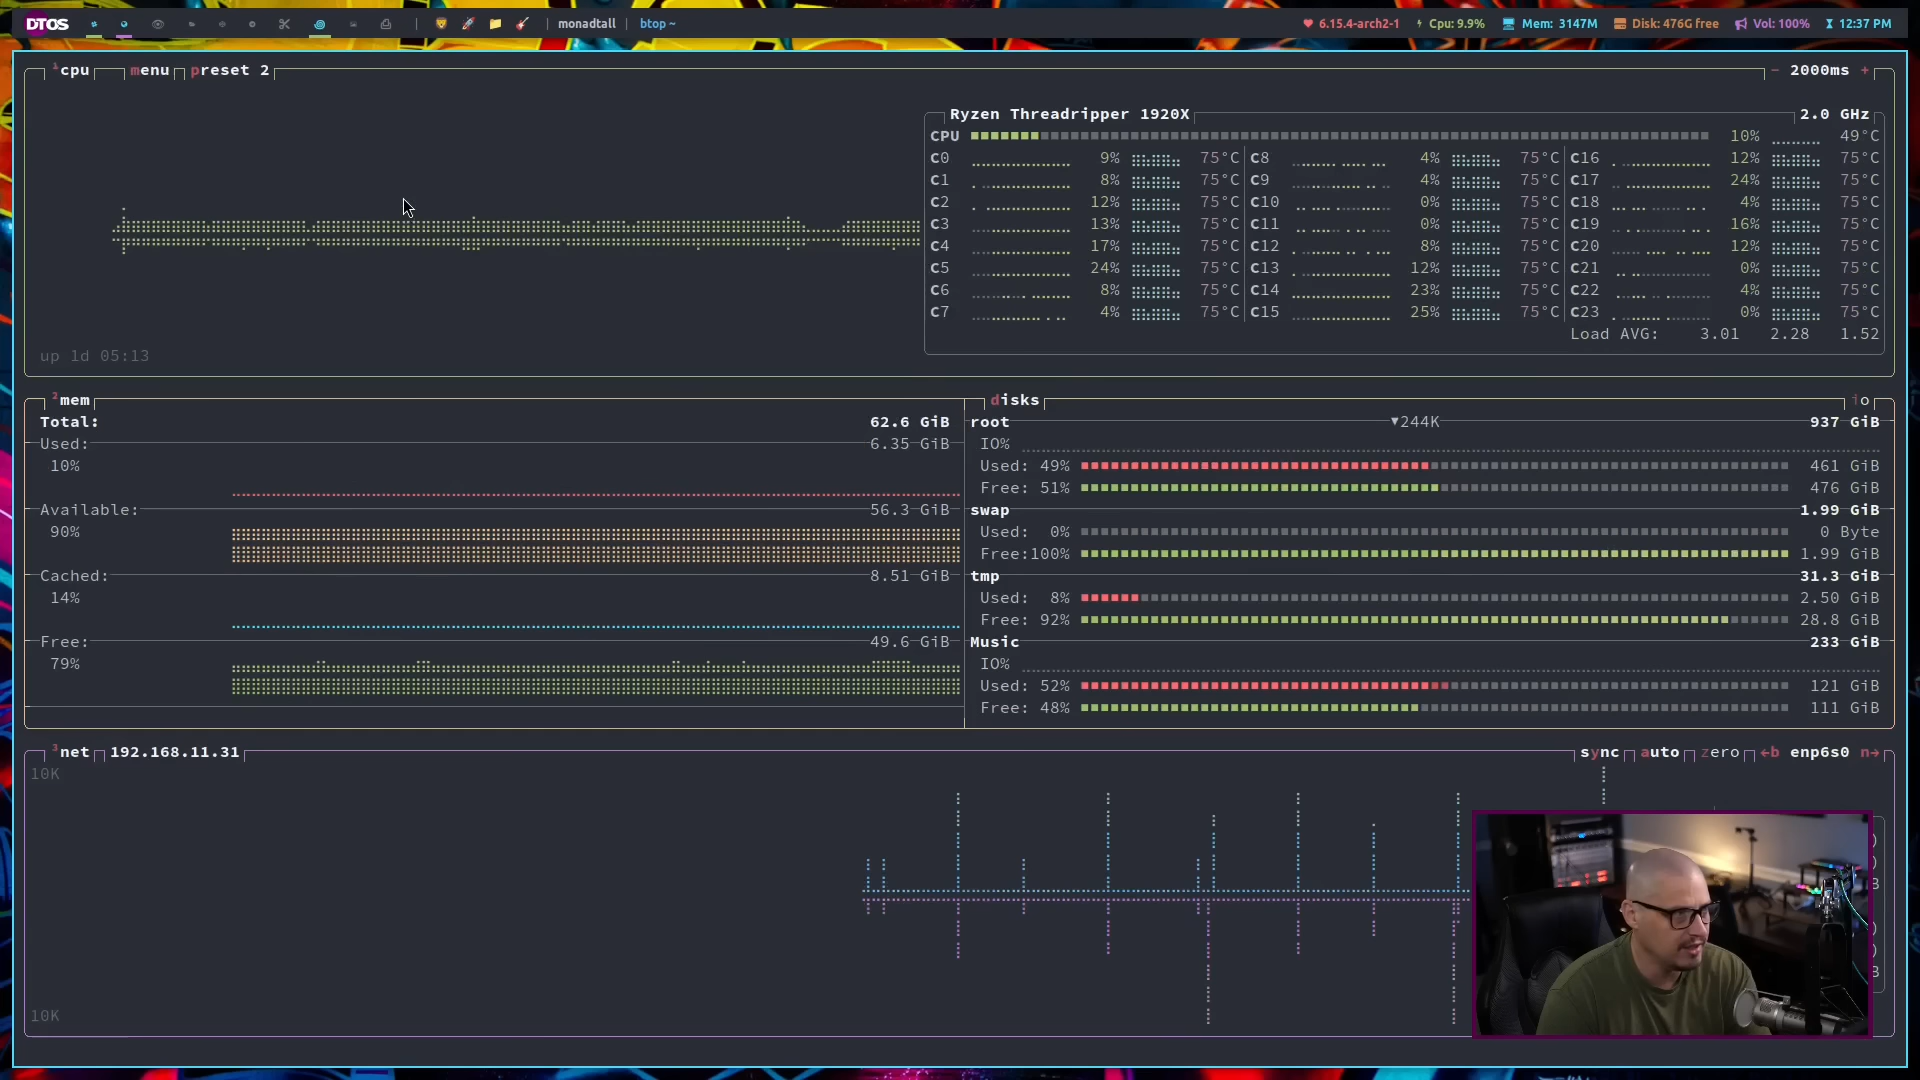 DTOS | monadtall | btop ~ 6.15.4-arch2-1 Cpu: 9.9% Mem: 3147M Disk: 476G free Vol: 100% 12:37 PM
¹cpu menu preset 2 - 2000ms +
Ryzen Threadripper 1920X 2.0 GHz
CPU 10% 49°C
C0 9% 75°C C8 4% 75°C C16 12% 75°C
C1 8% 75°C C9 4% 75°C C17 24% 75°C
C2 12% 75°C C10 0% 75°C C18 4% 75°C
C3 13% 75°C C11 0% 75°C C19 16% 75°C
C4 17% 75°C C12 8% 75°C C20 12% 75°C
C5 24% 75°C C13 12% 75°C C21 0% 75°C
C6 8% 75°C C14 23% 75°C C22 4% 75°C
C7 4% 75°C C15 25% 75°C C23 0% 75°C
Load AVG: 3.01 2.28 1.52
up 1d 05:13
²mem
Total: 62.6 GiB
Used: 6.35 GiB
10%
Available: 56.3 GiB
90%
Cached: 8.51 GiB
14%
Free: 49.6 GiB
79%
disks io
root ▼244K 937 GiB
IO%
Used: 49% 461 GiB
Free: 51% 476 GiB
swap 1.99 GiB
Used: 0% 0 Byte
Free:100% 1.99 GiB
tmp 31.3 GiB
Used: 8% 2.50 GiB
Free: 92% 28.8 GiB
Music 233 GiB
IO%
Used: 52% 121 GiB
Free: 48% 111 GiB
³net 192.168.11.31 sync auto zero ←b enp6s0 n→
10K
10K